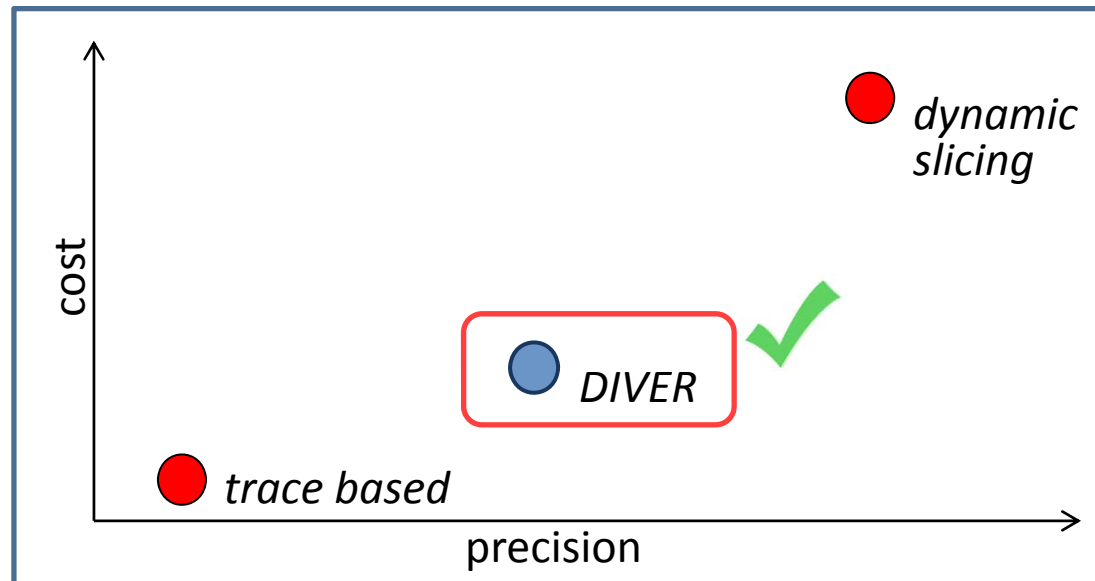 dynamic
slicing
cost
DIVER
trace based
precision